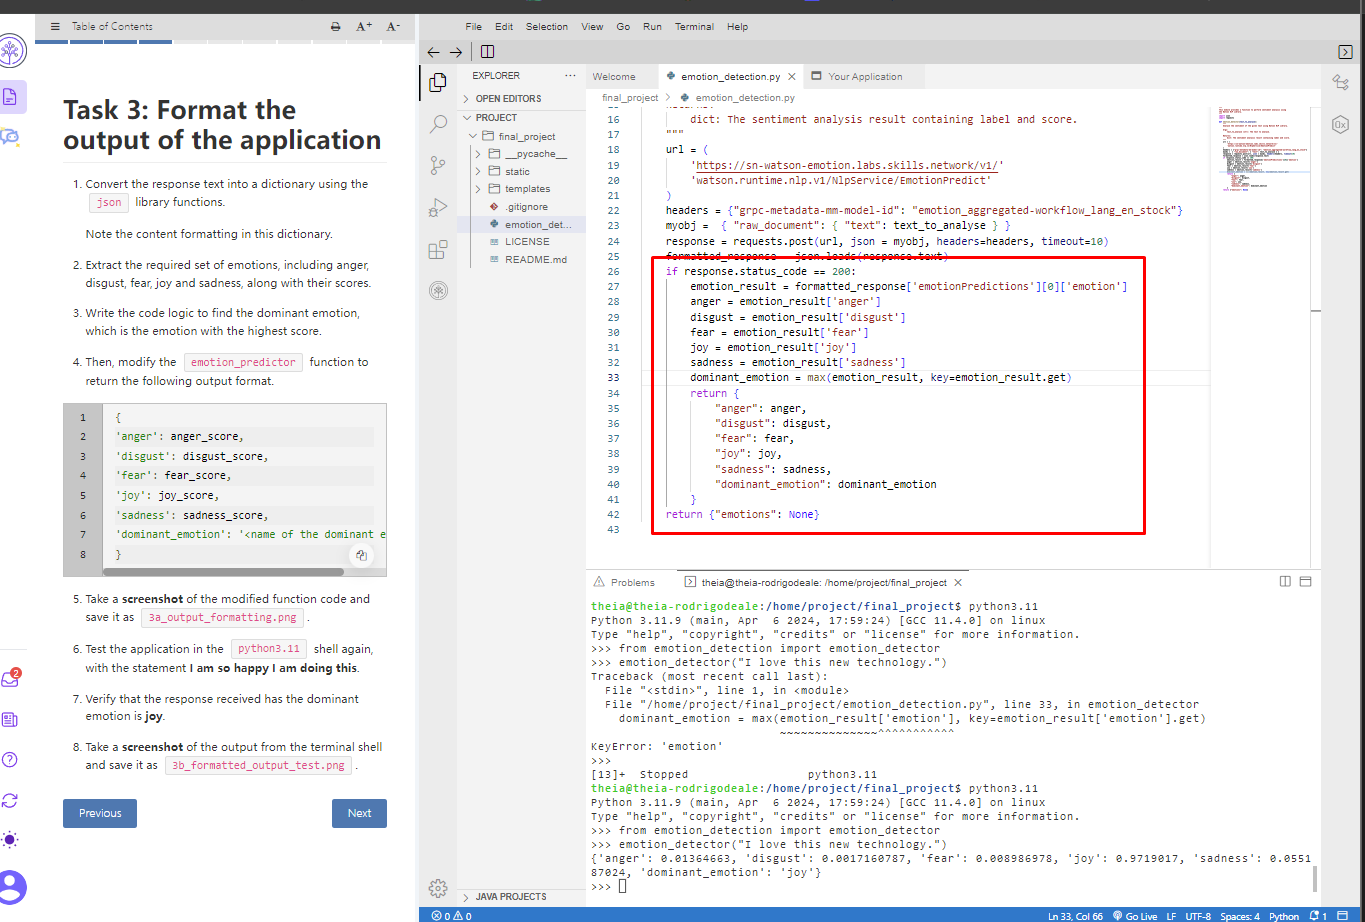 Table of Contents
A+
A-
Task 3: Format the
output of the application
1. Convert the response text into a dictionary using the
json library functions.
Note the content formatting in this dictionary.
2. Extract the required set of emotions, including anger,
disgust, fear, joy and sadness, along with their scores.
3. Write the code logic to find the dominant emotion,
which is the emotion with the highest score.
4. Then, modify the emotion_predictor function to
return the following output format.
1 {
2 'anger': anger_score,
3 'disgust': disgust_score,
4 'fear': fear_score,
5 'joy': joy_score,
6 'sadness': sadness_score,
7 'dominant_emotion': '<name of the dominant e
8 }
5. Take a screenshot of the modified function code and
save it as 3a_output_formatting.png .
6. Test the application in the python3.11 shell again,
with the statement I am so happy I am doing this.
7. Verify that the response received has the dominant
emotion is joy.
8. Take a screenshot of the output from the terminal shell
and save it as 3b_formatted_output_test.png .
Previous
Next
2
File Edit Selection View Go Run Terminal Help
EXPLORER
OPEN EDITORS
PROJECT
final_project
__pycache__
static
templates
.gitignore
emotion_det...
LICENSE
README.md
JAVA PROJECTS
Welcome
emotion_detection.py
Your Application
final_project > emotion_detection.py
16 dict: The sentiment analysis result containing label and score.
17 """
18 url = (
19 'https://sn-watson-emotion.labs.skills.network/v1/'
20 'watson.runtime.nlp.v1/NlpService/EmotionPredict'
21 )
22 headers = {"grpc-metadata-mm-model-id": "emotion_aggregated-workflow_lang_en_stock"}
23 myobj = { "raw_document": { "text": text_to_analyse } }
24 response = requests.post(url, json = myobj, headers=headers, timeout=10)
25 formatted_response = json.loads(response.text)
26 if response.status_code == 200:
27 emotion_result = formatted_response['emotionPredictions'][0]['emotion']
28 anger = emotion_result['anger']
29 disgust = emotion_result['disgust']
30 fear = emotion_result['fear']
31 joy = emotion_result['joy']
32 sadness = emotion_result['sadness']
33 dominant_emotion = max(emotion_result, key=emotion_result.get)
34 return {
35 "anger": anger,
36 "disgust": disgust,
37 "fear": fear,
38 "joy": joy,
39 "sadness": sadness,
40 "dominant_emotion": dominant_emotion
41 }
42 return {"emotions": None}
43
Problems
theia@theia-rodrigodeale: /home/project/final_project
theia@theia-rodrigodeale:/home/project/final_project$ python3.11
Python 3.11.9 (main, Apr  6 2024, 17:59:24) [GCC 11.4.0] on linux
Type "help", "copyright", "credits" or "license" for more information.
>>> from emotion_detection import emotion_detector
>>> emotion_detector("I love this new technology.")
Traceback (most recent call last):
File "<stdin>", line 1, in <module>
File "/home/project/final_project/emotion_detection.py", line 33, in emotion_detector
dominant_emotion = max(emotion_result['emotion'], key=emotion_result['emotion'].get)
~~~~~~~~~~~~~~^^^^^^^^^^^
KeyError: 'emotion'
>>>
[13]+  Stopped                 python3.11
theia@theia-rodrigodeale:/home/project/final_project$ python3.11
Python 3.11.9 (main, Apr  6 2024, 17:59:24) [GCC 11.4.0] on linux
Type "help", "copyright", "credits" or "license" for more information.
>>> from emotion_detection import emotion_detector
>>> emotion_detector("I love this new technology.")
{'anger': 0.01364663, 'disgust': 0.0017160787, 'fear': 0.008986978, 'joy': 0.9719017, 'sadness': 0.0551
87024, 'dominant_emotion': 'joy'}
>>>
0 0 Ln 33, Col 66 Go Live LF UTF-8 Spaces: 4 Python 1